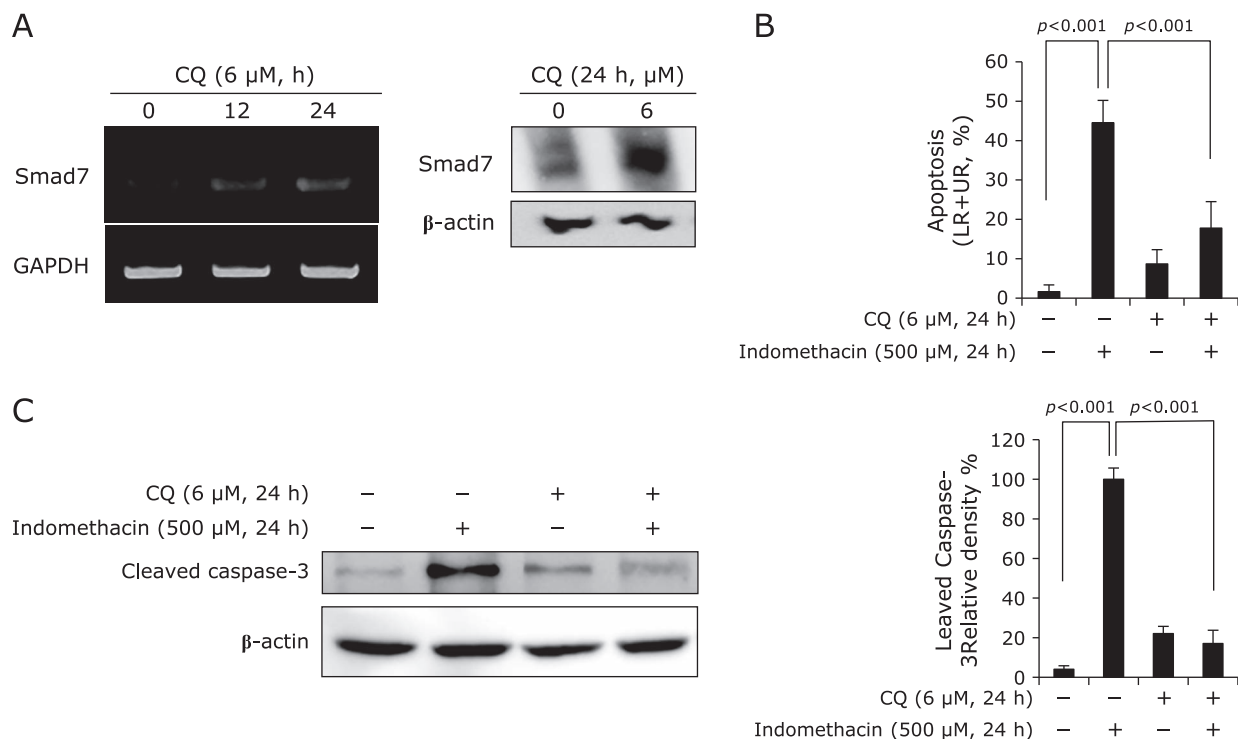 A
CQ (6 μM, h)
0 12 24
Smad7
GAPDH
CQ (24 h, μM)
0 6
Smad7
β-actin
B
p<0.001 p<0.001
Apoptosis
(LR+UR, %)
60
50
40
30
20
10
0
CQ (6 μM, 24 h) − − + +
Indomethacin (500 μM, 24 h) − + − +
C
CQ (6 μM, 24 h) − − + +
Indomethacin (500 μM, 24 h) − + − +
Cleaved caspase-3
β-actin
p<0.001 p<0.001
Leaved Caspase-
3Relative density %
120
100
80
60
40
20
0
CQ (6 μM, 24 h) − − + +
Indomethacin (500 μM, 24 h) − + − +